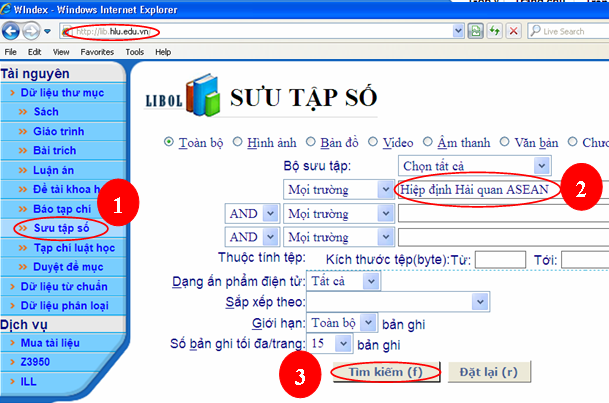 WIndex - Windows Internet Explorer
http://lib.hlu.edu.vn/
Live Search
File Edit View Favorites Tools Help
Tài nguyên
Dữ liệu thư mục
Sách
Giáo trình
Bài trích
Luận án
Đề tài khoa h
Báo tạp chí
Sưu tập số
Tạp chí luật học
Duyệt đề mục
Dữ liệu từ chuẩn
Dữ liệu phân loại
Dịch vụ
Mua tài liệu
Z3950
ILL
1
LIBOL SƯU TẬP SỐ
Toàn bộ Hình ảnh Bản đồ Video Âm thanh Văn bản Chươ
Bộ sưu tập: Chọn tất cả
Mọi trường Hiệp định Hải quan ASEAN 2
AND Mọi trường
AND Mọi trường
Thuộc tính tệp: Kích thước tệp(byte):Từ: Tới:
Dạng ấn phẩm điện tử: Tất cả
Sắp xếp theo:
Giới hạn: Toàn bộ bản ghi
Số bản ghi tối đa/trang: 15 bản ghi
3 Tìm kiếm (f) Đặt lại (r)